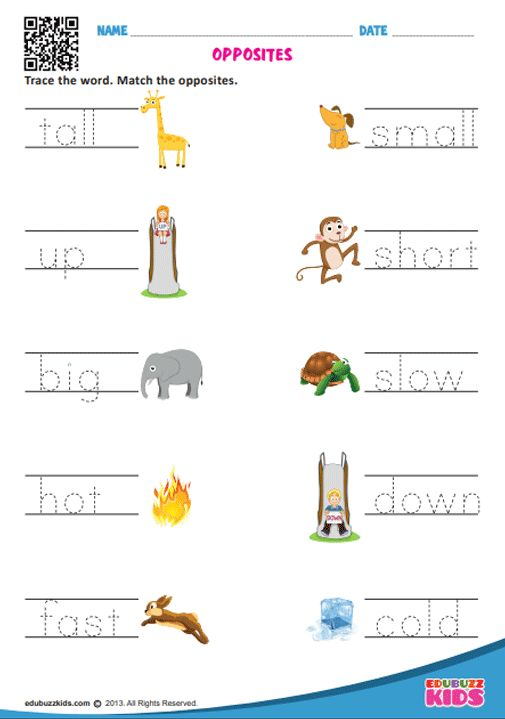 NAME DATE
OPPOSITES
Trace the word. Match the opposites.
tall small
UP
up short
big slow
hot down
DOWN
fast cold
EDUBUZZ
KIDS
edubuzzkids.com © 2013. All Rights Reserved.